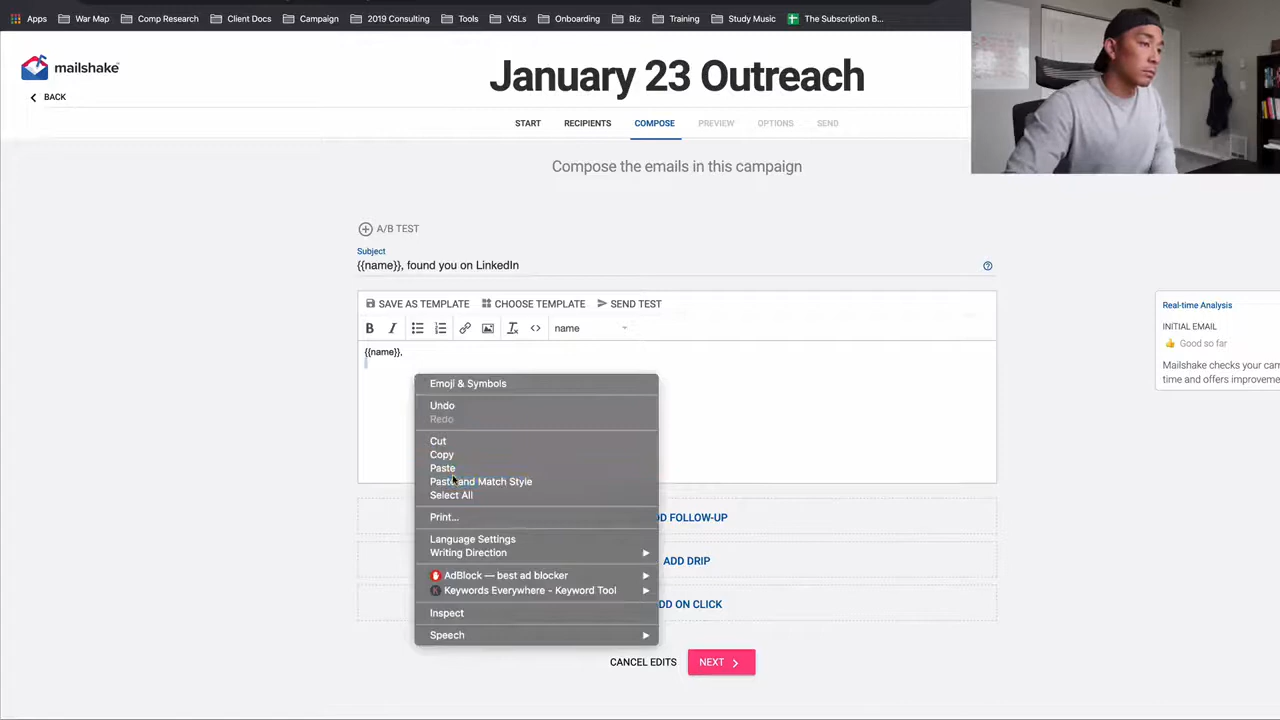 Apps War Map Comp Research Client Docs Campaign 2019 Consulting Tools VSLs Onboarding Biz Training Study Music The Subscription B...
mailshake
January 23 Outreach
BACK
START RECIPIENTS COMPOSE PREVIEW OPTIONS SEND
Compose the emails in this campaign
A/B TEST
Subject
{{name}}, found you on LinkedIn
SAVE AS TEMPLATE CHOOSE TEMPLATE SEND TEST
B I name
{{name}},
Real-time Analysis
INITIAL EMAIL
Good so far
Mailshake checks your cam
time and offers improveme
Emoji & Symbols
Undo
Redo
Cut
Copy
Paste
Paste and Match Style
Select All
Print...
Language Settings
Writing Direction
AdBlock — best ad blocker
Keywords Everywhere - Keyword Tool
Inspect
Speech
DD FOLLOW-UP
ADD DRIP
DD ON CLICK
CANCEL EDITS NEXT